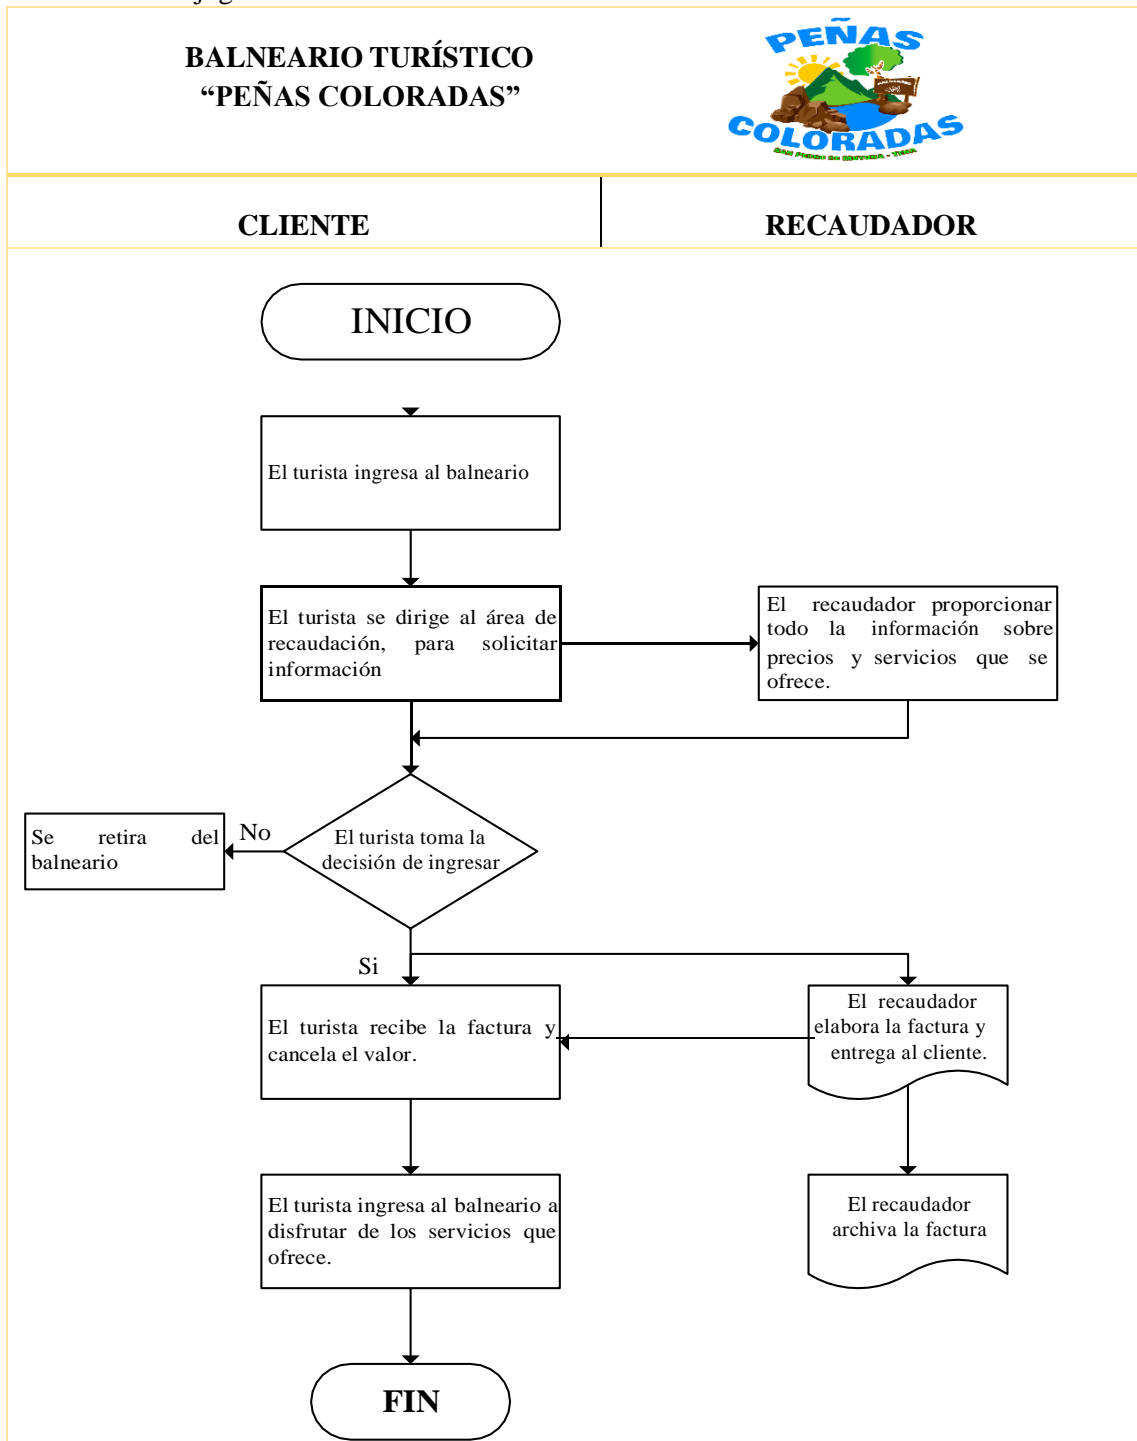 BALNEARIO TURÍSTICO
“PEÑAS COLORADAS”
PEÑAS
COLORADAS
CLIENTE
RECAUDADOR
INICIO
El turista ingresa al balneario
El turista se dirige al área de
recaudación, para solicitar
información
El recaudador proporcionar
todo la información sobre
precios y servicios que se
ofrece.
El turista toma la
decisión de ingresar
No
Se retira del
balneario
Si
El turista recibe la factura y
cancela el valor.
El recaudador
elabora la factura y
entrega al cliente.
El turista ingresa al balneario a
disfrutar de los servicios que
ofrece.
El recaudador
archiva la factura
FIN